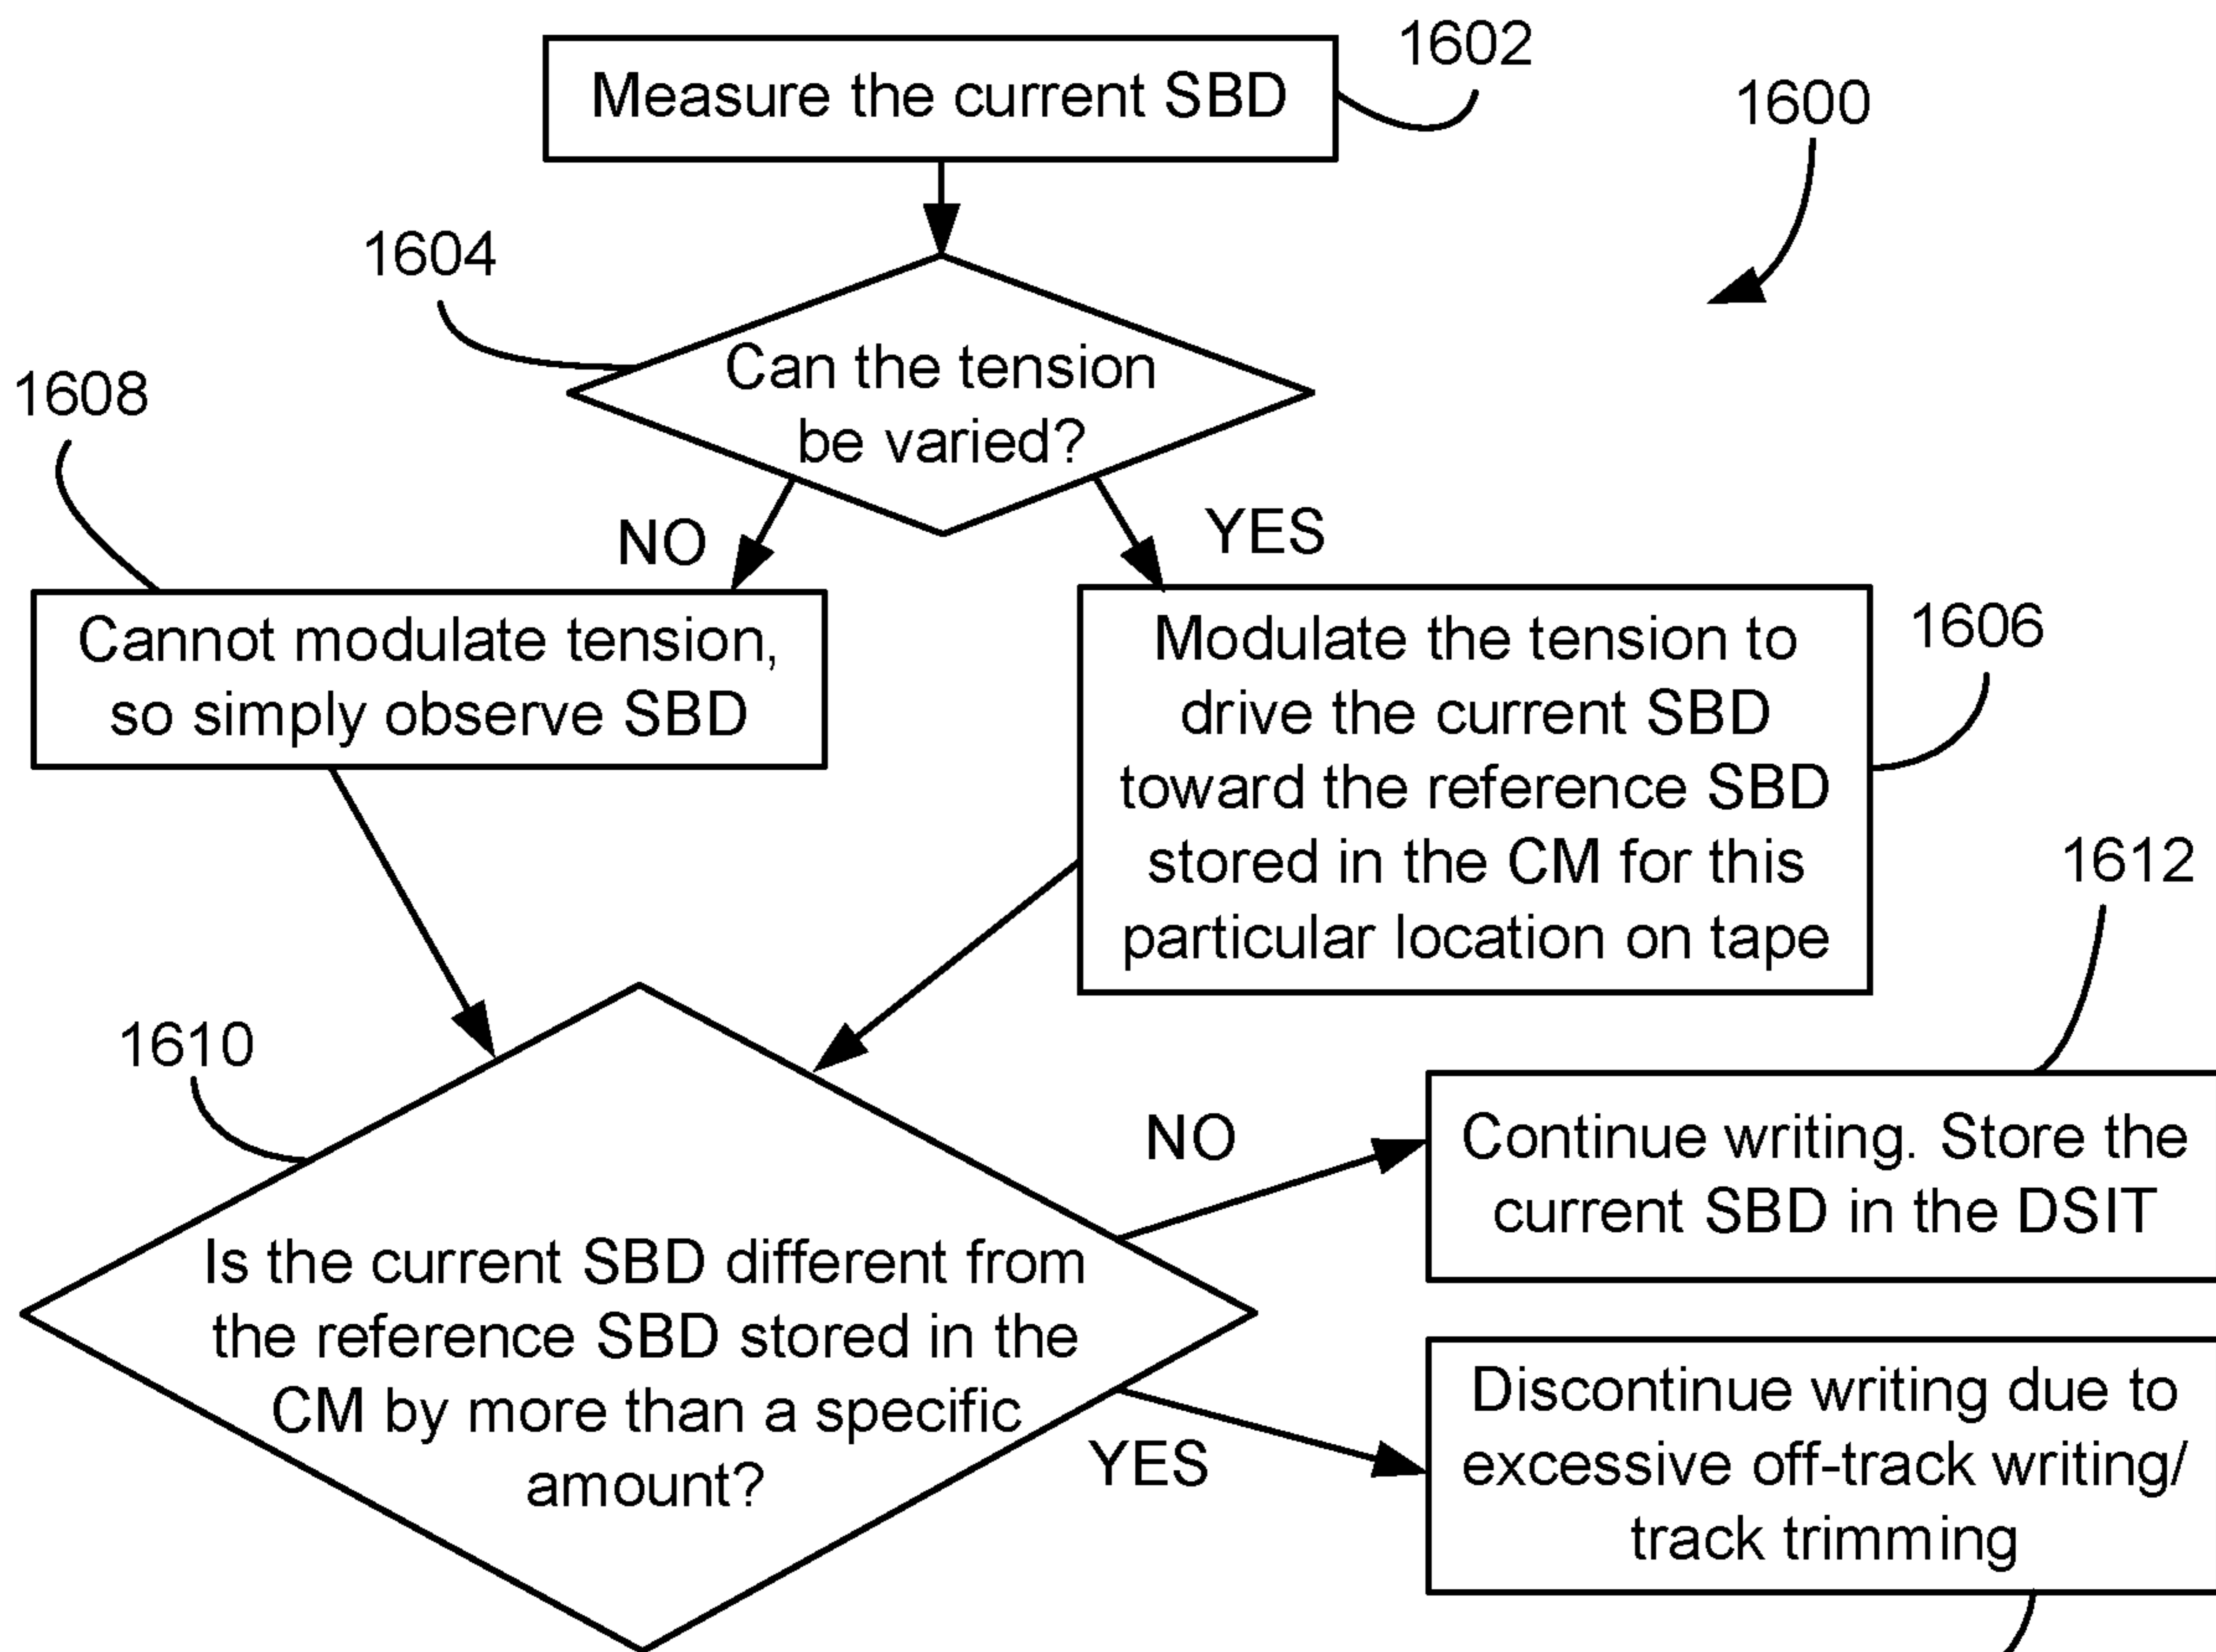 1602
Measure the current SBD
1600
1604
Can the tension
be varied?
1608
NO
YES
Cannot modulate tension,
so simply observe SBD
Modulate the tension to
drive the current SBD
toward the reference SBD
stored in the CM for this
particular location on tape
1606
1612
1610
NO
Continue writing. Store the
current SBD in the DSIT
Is the current SBD different from
the reference SBD stored in the
CM by more than a specific
amount?
YES
Discontinue writing due to
excessive off-track writing/
track trimming